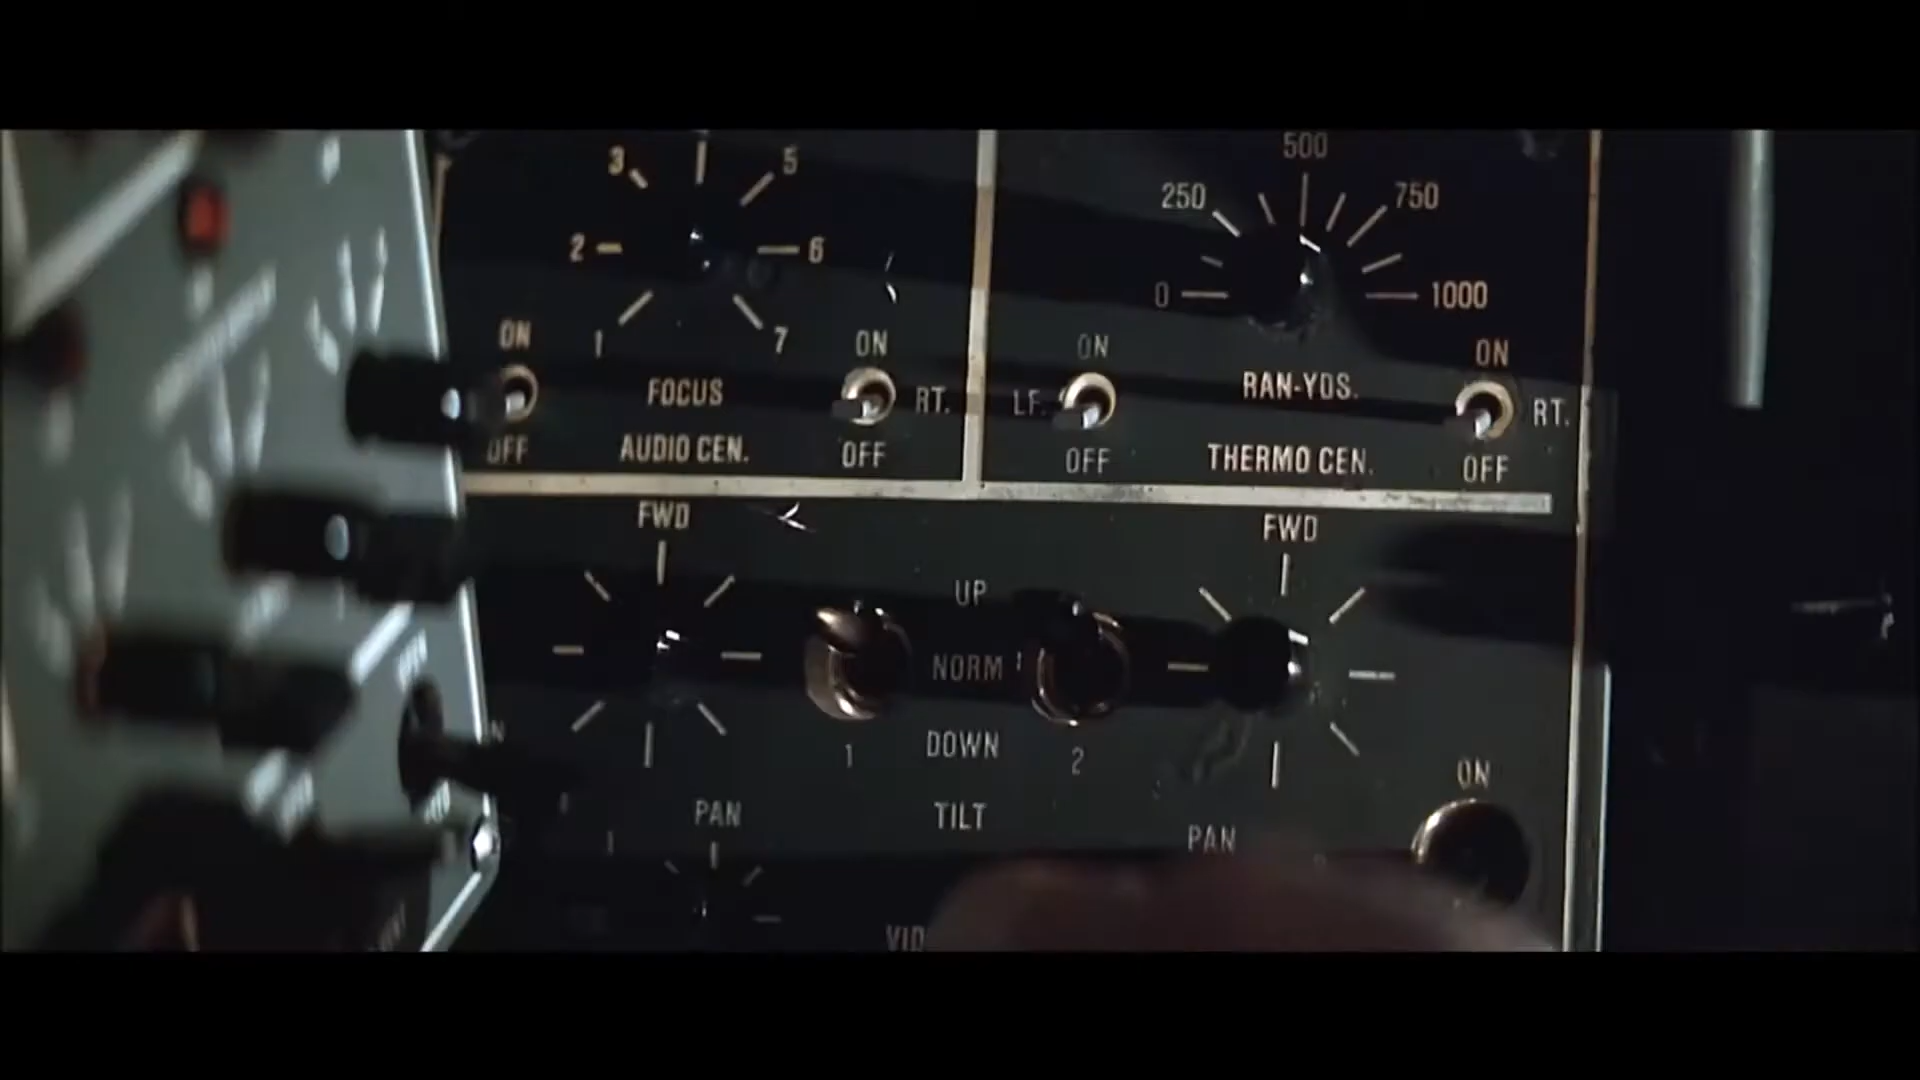 500
3
5
250
750
2
6
0
1000
1
7
ON
ON
ON
ON
FOCUS
RT.
LF.
RAN-YDS.
RT.
OFF
AUDIO CEN.
OFF
OFF
THERMO CEN.
OFF
FWD
FWD
UP
NORM
DOWN
1
2
ON
PAN
TILT
PAN
VID